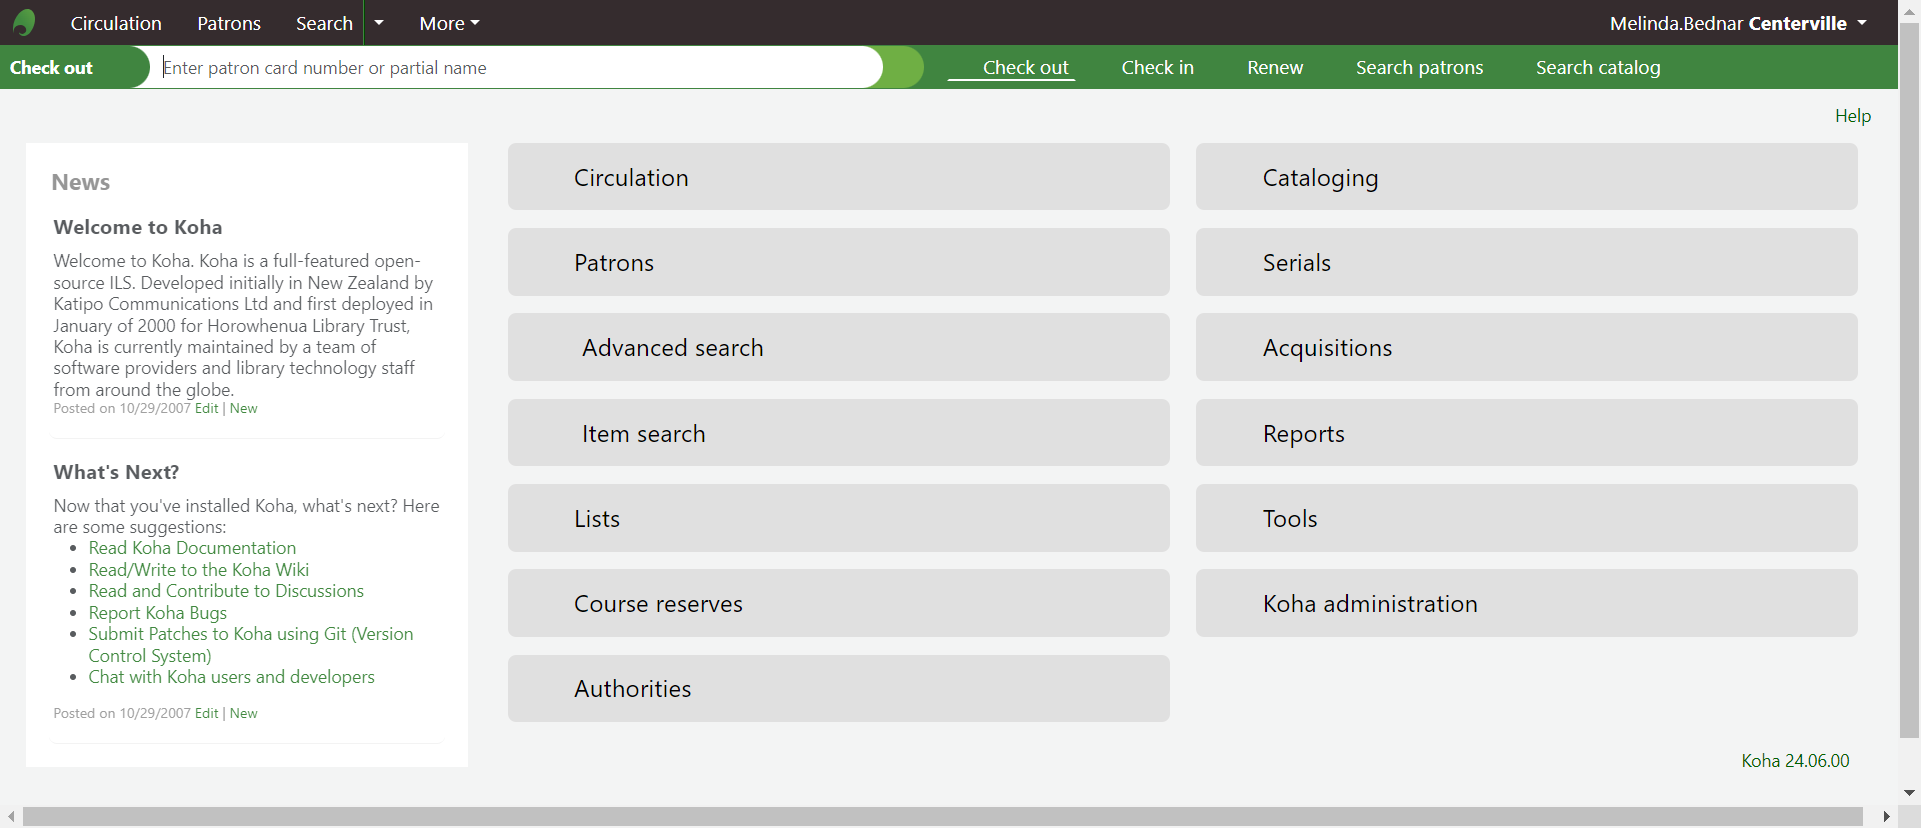 Circulation Patrons Search More Melinda.Bednar Centerville
Check out Enter patron card number or partial name Check out Check in Renew Search patrons Search catalog
Help
News
Welcome to Koha
Welcome to Koha. Koha is a full-featured open-
source ILS. Developed initially in New Zealand by
Katipo Communications Ltd and first deployed in
January of 2000 for Horowhenua Library Trust,
Koha is currently maintained by a team of
software providers and library technology staff
from around the globe.
Posted on 10/29/2007 Edit | New
What's Next?
Now that you've installed Koha, what's next? Here
are some suggestions:
• Read Koha Documentation
• Read/Write to the Koha Wiki
• Read and Contribute to Discussions
• Report Koha Bugs
• Submit Patches to Koha using Git (Version
Control System)
• Chat with Koha users and developers
Posted on 10/29/2007 Edit | New
Circulation
Patrons
Advanced search
Item search
Lists
Course reserves
Authorities
Cataloging
Serials
Acquisitions
Reports
Tools
Koha administration
Koha 24.06.00